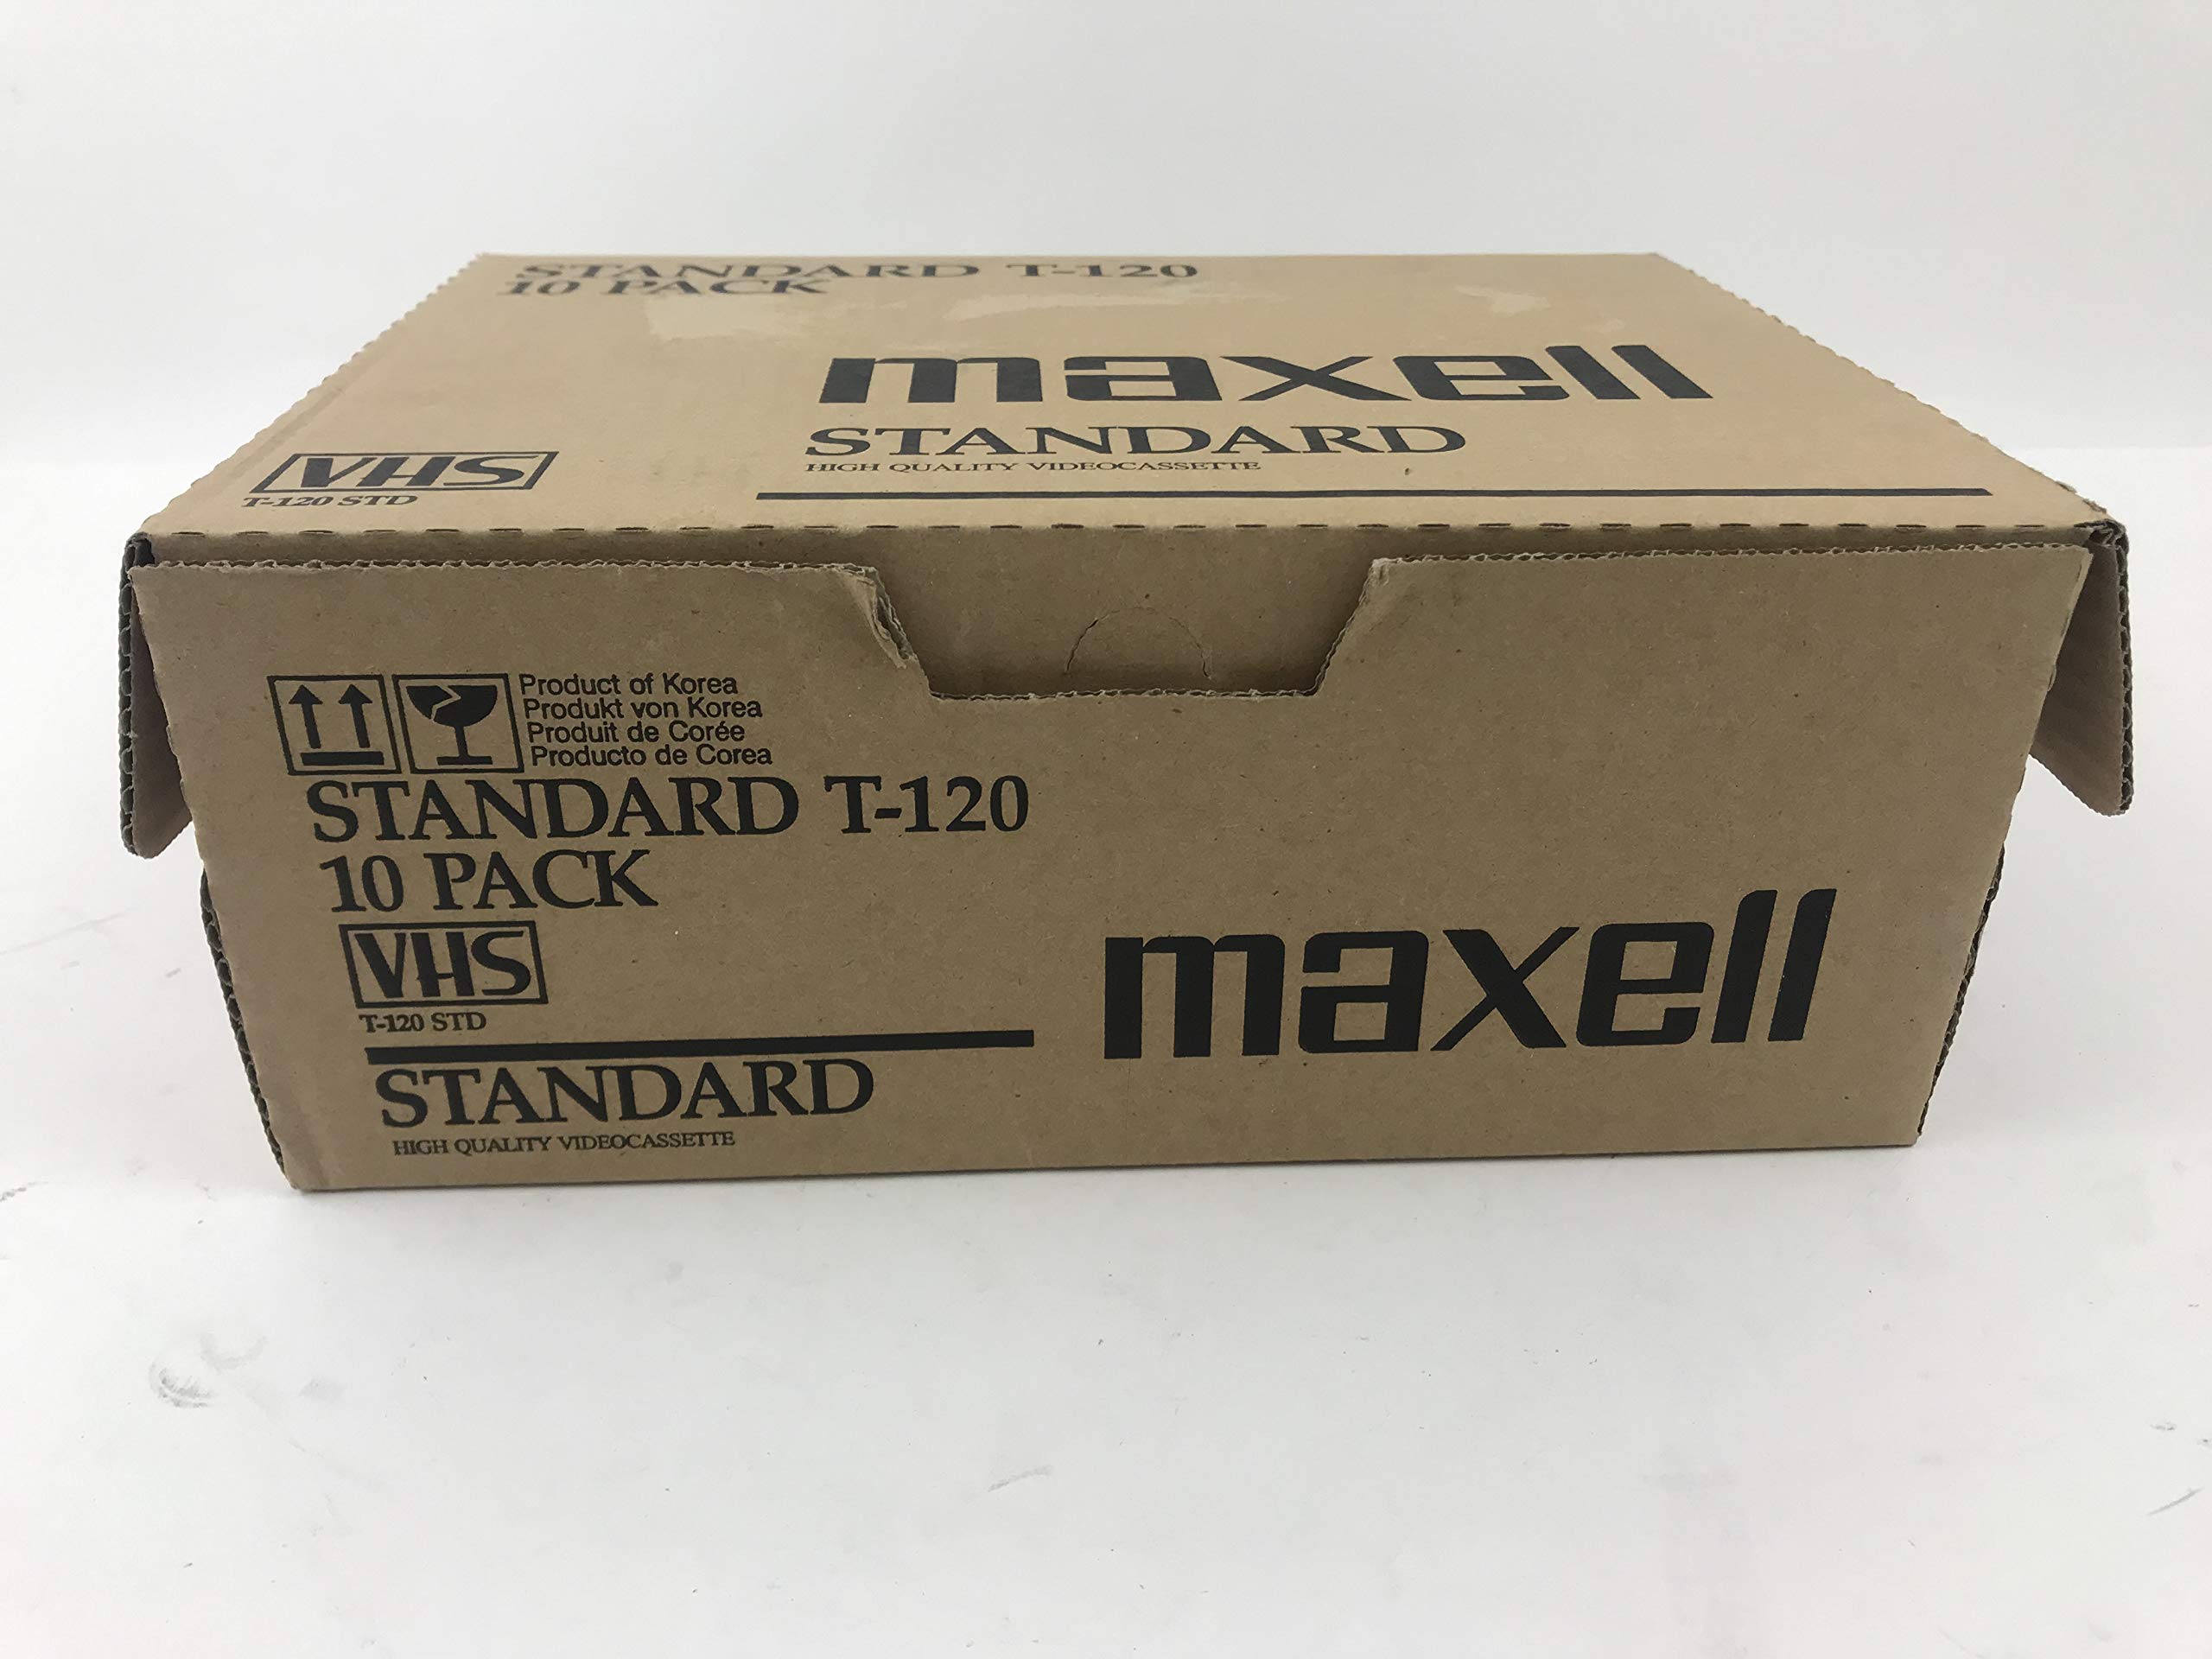 STANDARD T-120
10 PACK
maxell
STANDARD
HIGH QUALITY VIDEOCASSETTE
VHS
T-120 STD
Product of Korea
Produkt von Korea
Produit de Corée
Producto de Corea
STANDARD T-120
10 PACK
VHS
T-120 STD
STANDARD
HIGH QUALITY VIDEOCASSETTE
maxell